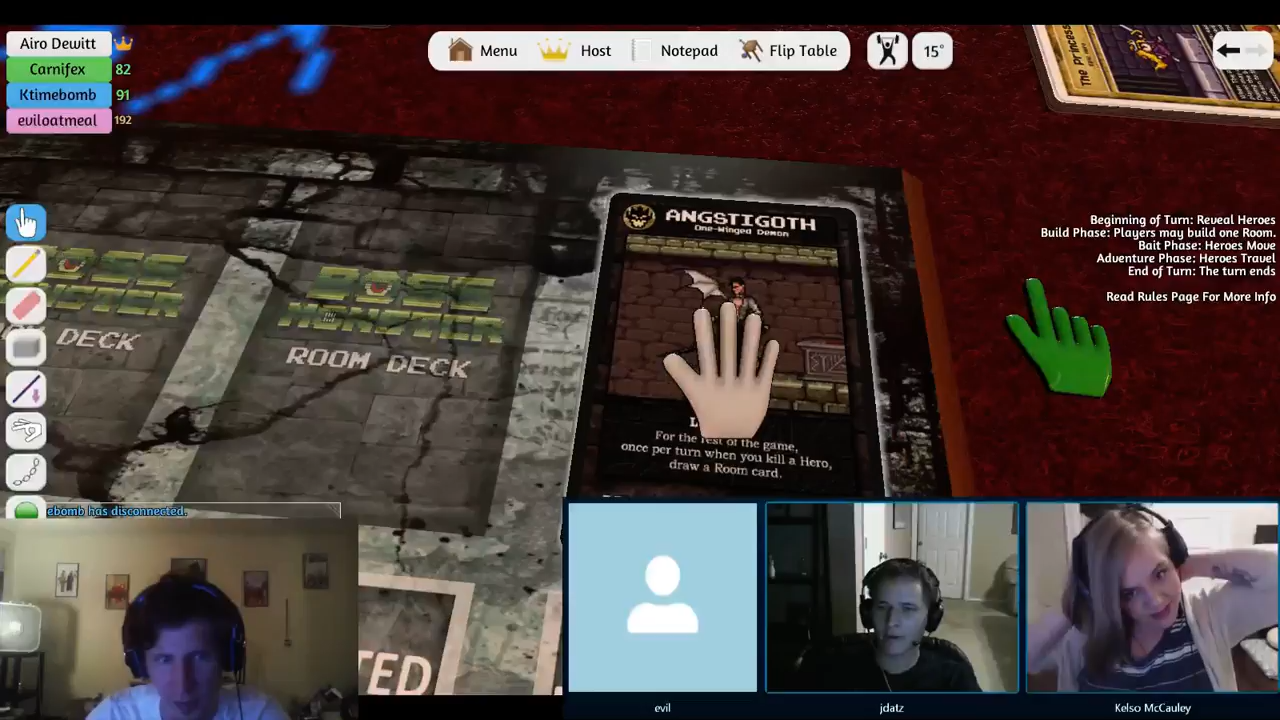 Airo Dewitt
Carnifex 82
Ktimebomb 91
eviloatmeal 192
Menu Host Notepad Flip Table 15°
The Princess
ANGSTIGOTH
One-Winged Demon
Beginning of Turn: Reveal Heroes
Build Phase: Players may build one Room.
Bait Phase: Heroes Move
Adventure Phase: Heroes Travel
End of Turn: The turn ends
Read Rules Page For More Info
BOSS
MONSTER
DECK
ROOM DECK
For the rest of the game,
once per turn when you kill a Hero,
draw a Room card.
ebomb has disconnected.
TED
evil
jdatz
Kelso McCauley